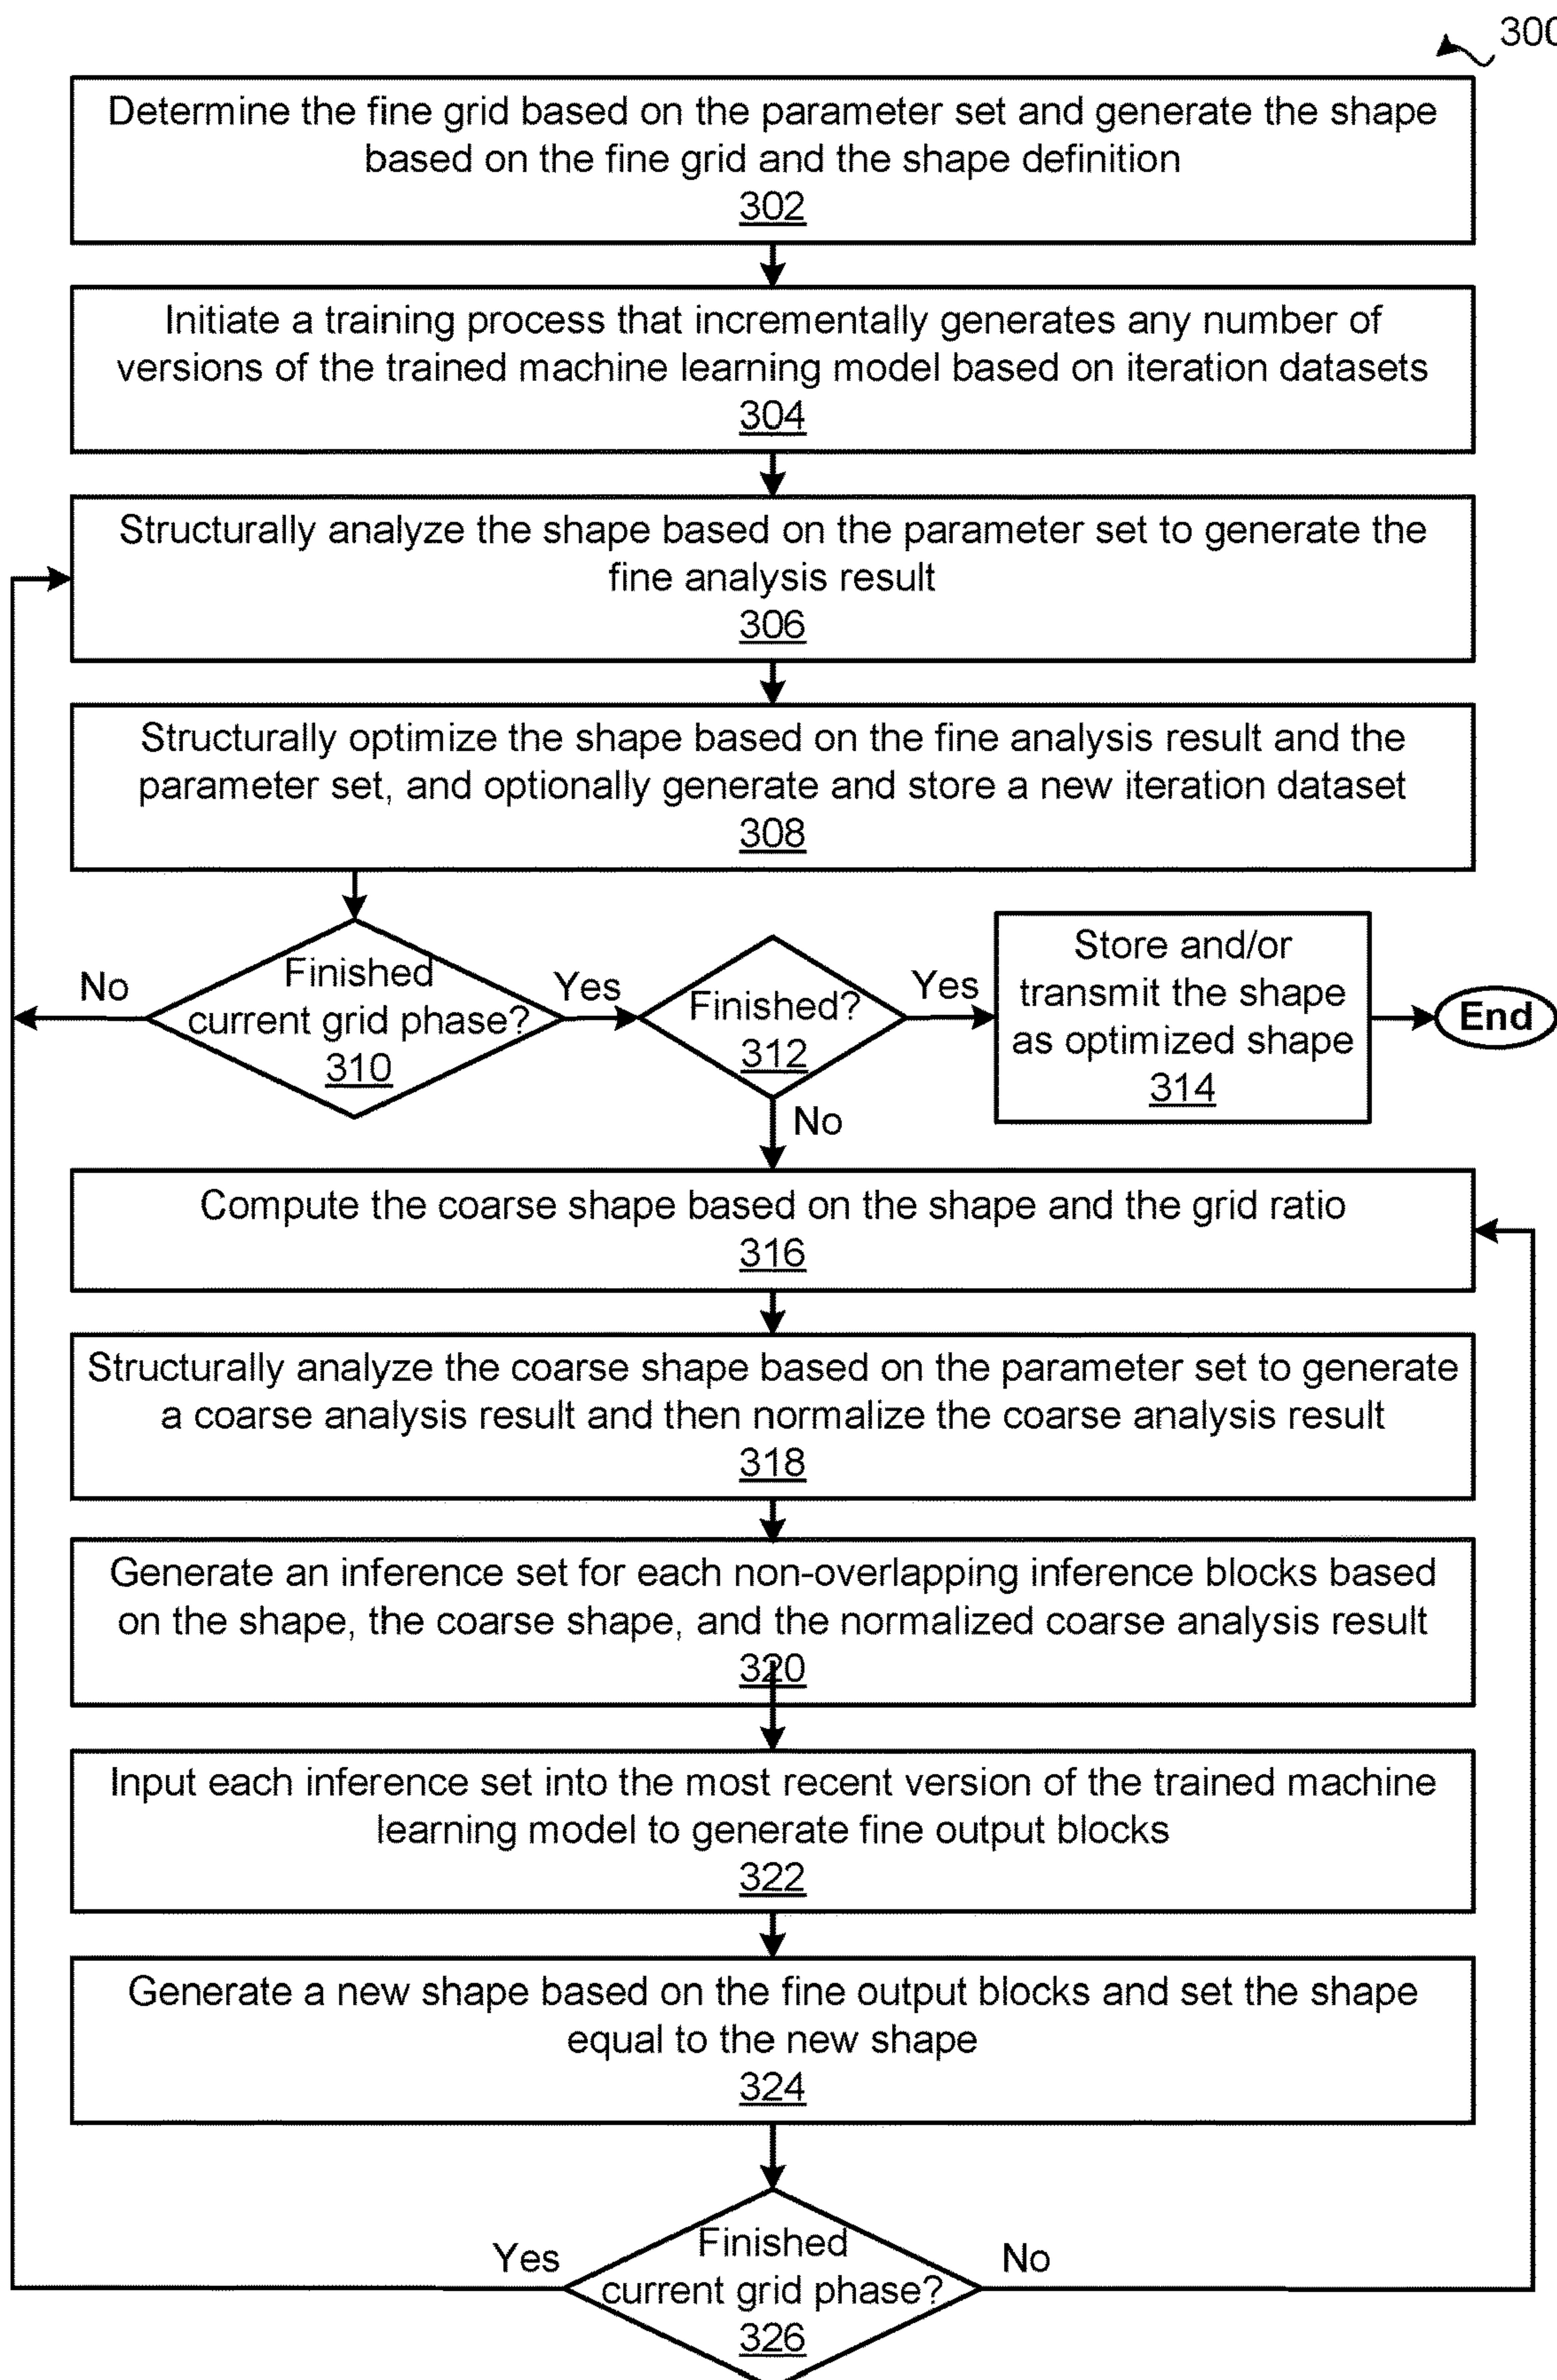 300
Determine the fine grid based on the parameter set and generate the shape
based on the fine grid and the shape definition
302
Initiate a training process that incrementally generates any number of
versions of the trained machine learning model based on iteration datasets
304
Structurally analyze the shape based on the parameter set to generate the
fine analysis result
306
Structurally optimize the shape based on the fine analysis result and the
parameter set, and optionally generate and store a new iteration dataset
308
No
Finished
current grid phase?
310
Yes
Finished?
312
Yes
Store and/or
transmit the shape
as optimized shape
314
End
No
Compute the coarse shape based on the shape and the grid ratio
316
Structurally analyze the coarse shape based on the parameter set to generate
a coarse analysis result and then normalize the coarse analysis result
318
Generate an inference set for each non-overlapping inference blocks based
on the shape, the coarse shape, and the normalized coarse analysis result
320
Input each inference set into the most recent version of the trained machine
learning model to generate fine output blocks
322
Generate a new shape based on the fine output blocks and set the shape
equal to the new shape
324
Yes
Finished
current grid phase?
326
No